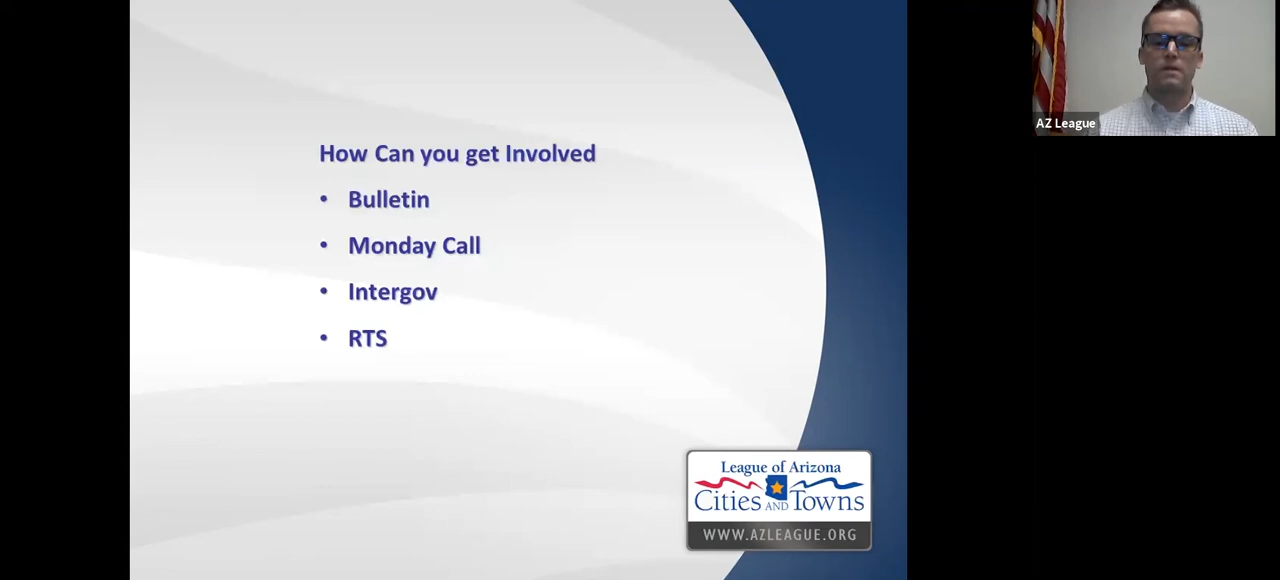 How Can you get Involved
• Bulletin
• Monday Call
• Intergov
• RTS
AZ League
League of Arizona
Cities AND Towns
WWW.AZLEAGUE.ORG